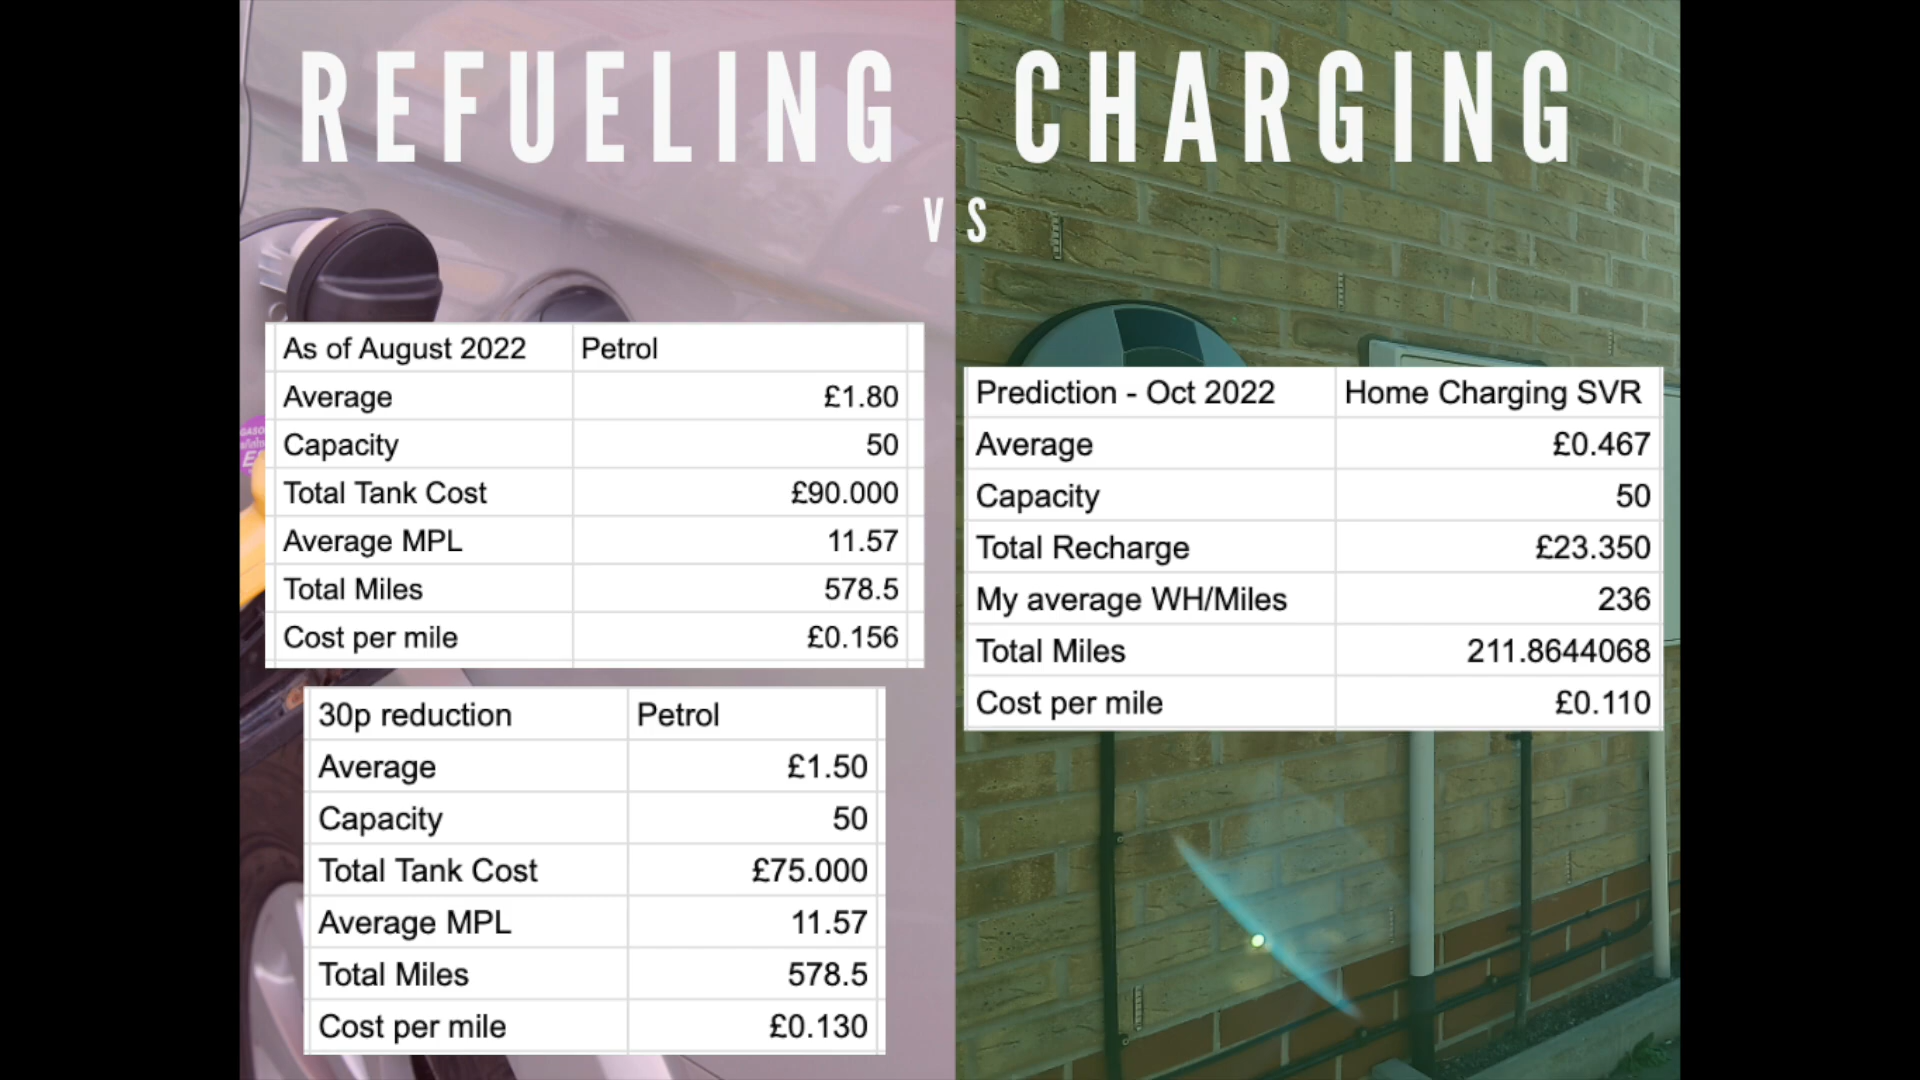 REFUELING
CHARGING
VS
As of August 2022 Petrol
Average £1.80
Capacity 50
Total Tank Cost £90.000
Average MPL 11.57
Total Miles 578.5
Cost per mile £0.156
30p reduction Petrol
Average £1.50
Capacity 50
Total Tank Cost £75.000
Average MPL 11.57
Total Miles 578.5
Cost per mile £0.130
Prediction - Oct 2022 Home Charging SVR
Average £0.467
Capacity 50
Total Recharge £23.350
My average WH/Miles 236
Total Miles 211.8644068
Cost per mile £0.110